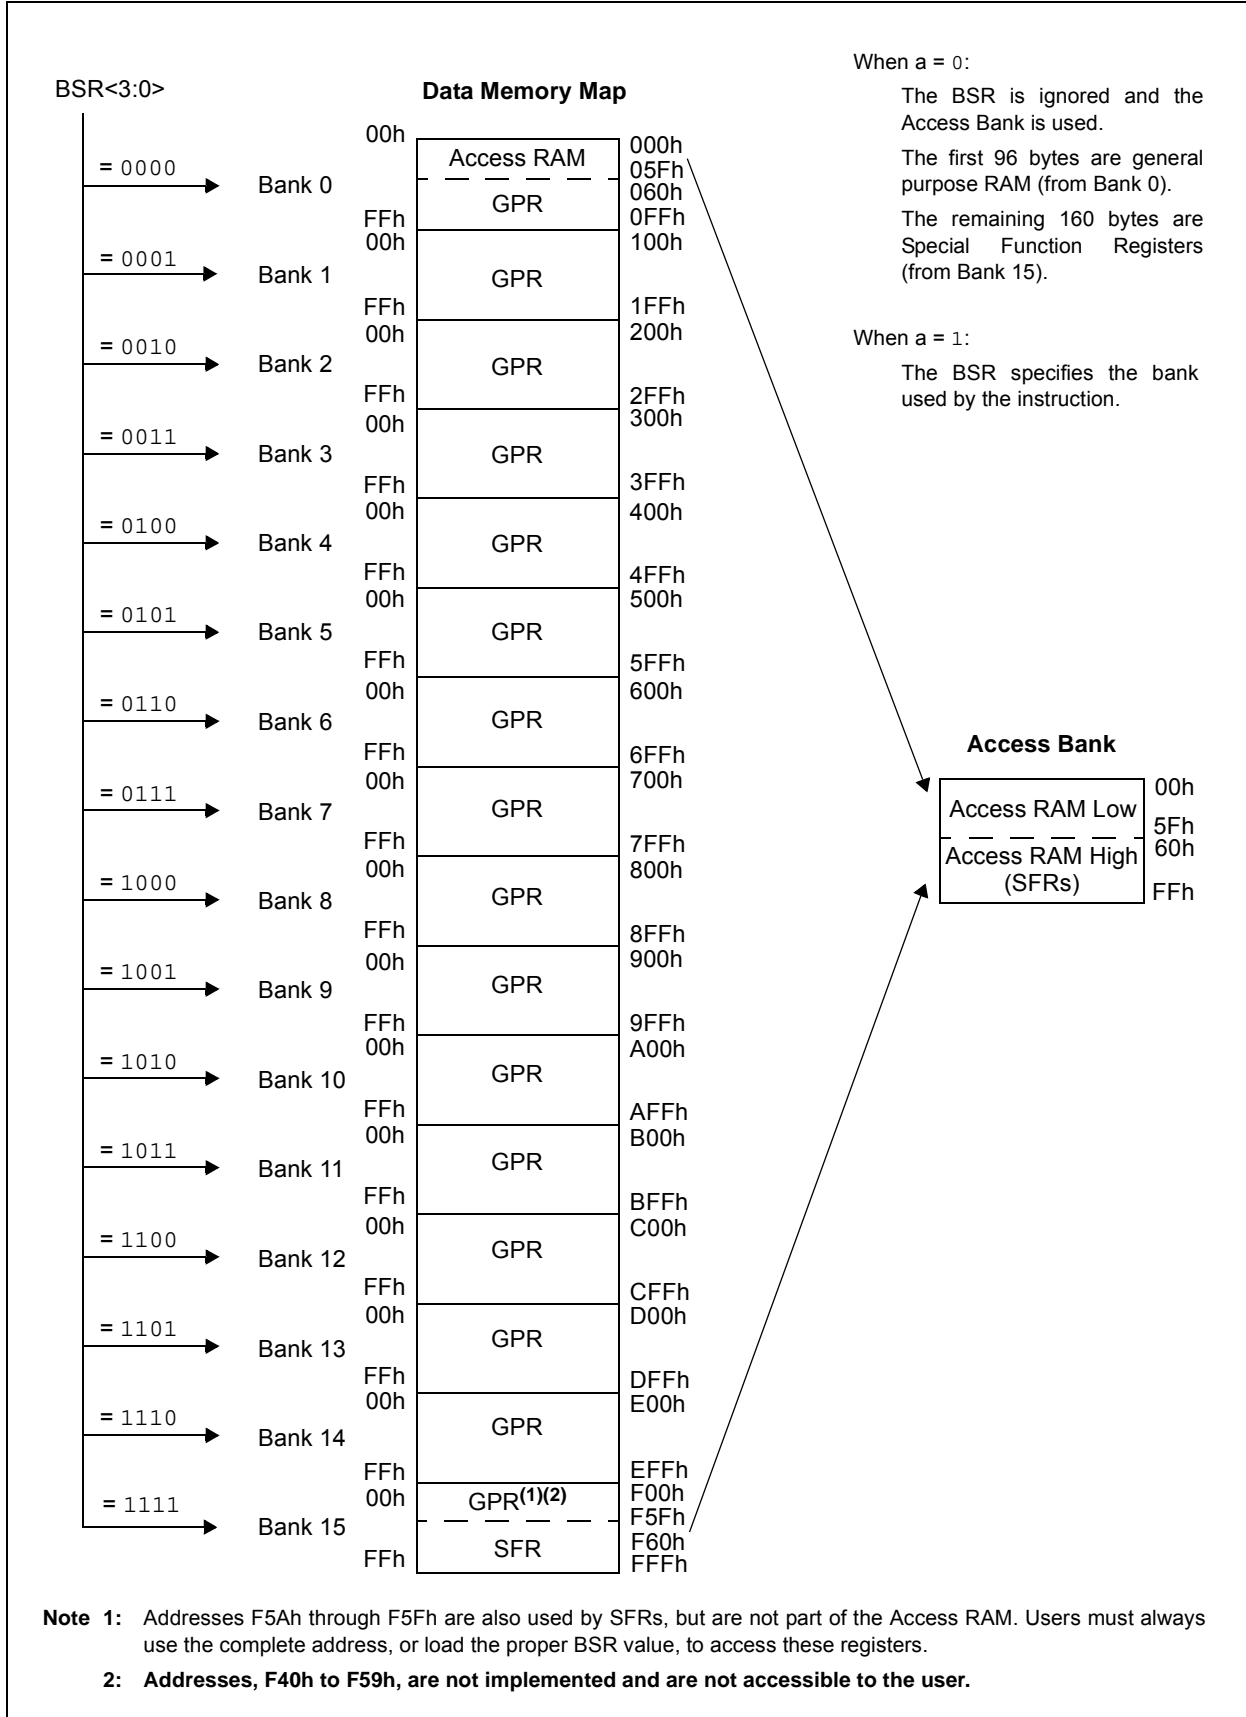 BSR<3:0>
Data Memory Map
When a = 0:
The BSR is ignored and the
Access Bank is used.
The first 96 bytes are general
purpose RAM (from Bank 0).
The remaining 160 bytes are
Special Function Registers
(from Bank 15).
When a = 1:
The BSR specifies the bank
used by the instruction.
= 0000
Bank 0
00h
FFh
Access RAM
GPR
000h
05Fh
060h
0FFh
= 0001
Bank 1
00h
FFh
GPR
100h
1FFh
= 0010
Bank 2
00h
FFh
GPR
200h
2FFh
= 0011
Bank 3
00h
FFh
GPR
300h
3FFh
= 0100
Bank 4
00h
FFh
GPR
400h
4FFh
= 0101
Bank 5
00h
FFh
GPR
500h
5FFh
= 0110
Bank 6
00h
FFh
GPR
600h
6FFh
= 0111
Bank 7
00h
FFh
GPR
700h
7FFh
= 1000
Bank 8
00h
FFh
GPR
800h
8FFh
= 1001
Bank 9
00h
FFh
GPR
900h
9FFh
= 1010
Bank 10
00h
FFh
GPR
A00h
AFFh
= 1011
Bank 11
00h
FFh
GPR
B00h
BFFh
= 1100
Bank 12
00h
FFh
GPR
C00h
CFFh
= 1101
Bank 13
00h
FFh
GPR
D00h
DFFh
= 1110
Bank 14
00h
FFh
GPR
E00h
EFFh
= 1111
Bank 15
00h
FFh
GPR(1)(2)
SFR
F00h
F5Fh
F60h
FFFh
Access Bank
Access RAM Low
Access RAM High
(SFRs)
00h
5Fh
60h
FFh
Note 1: Addresses F5Ah through F5Fh are also used by SFRs, but are not part of the Access RAM. Users must always
use the complete address, or load the proper BSR value, to access these registers.
2: Addresses, F40h to F59h, are not implemented and are not accessible to the user.